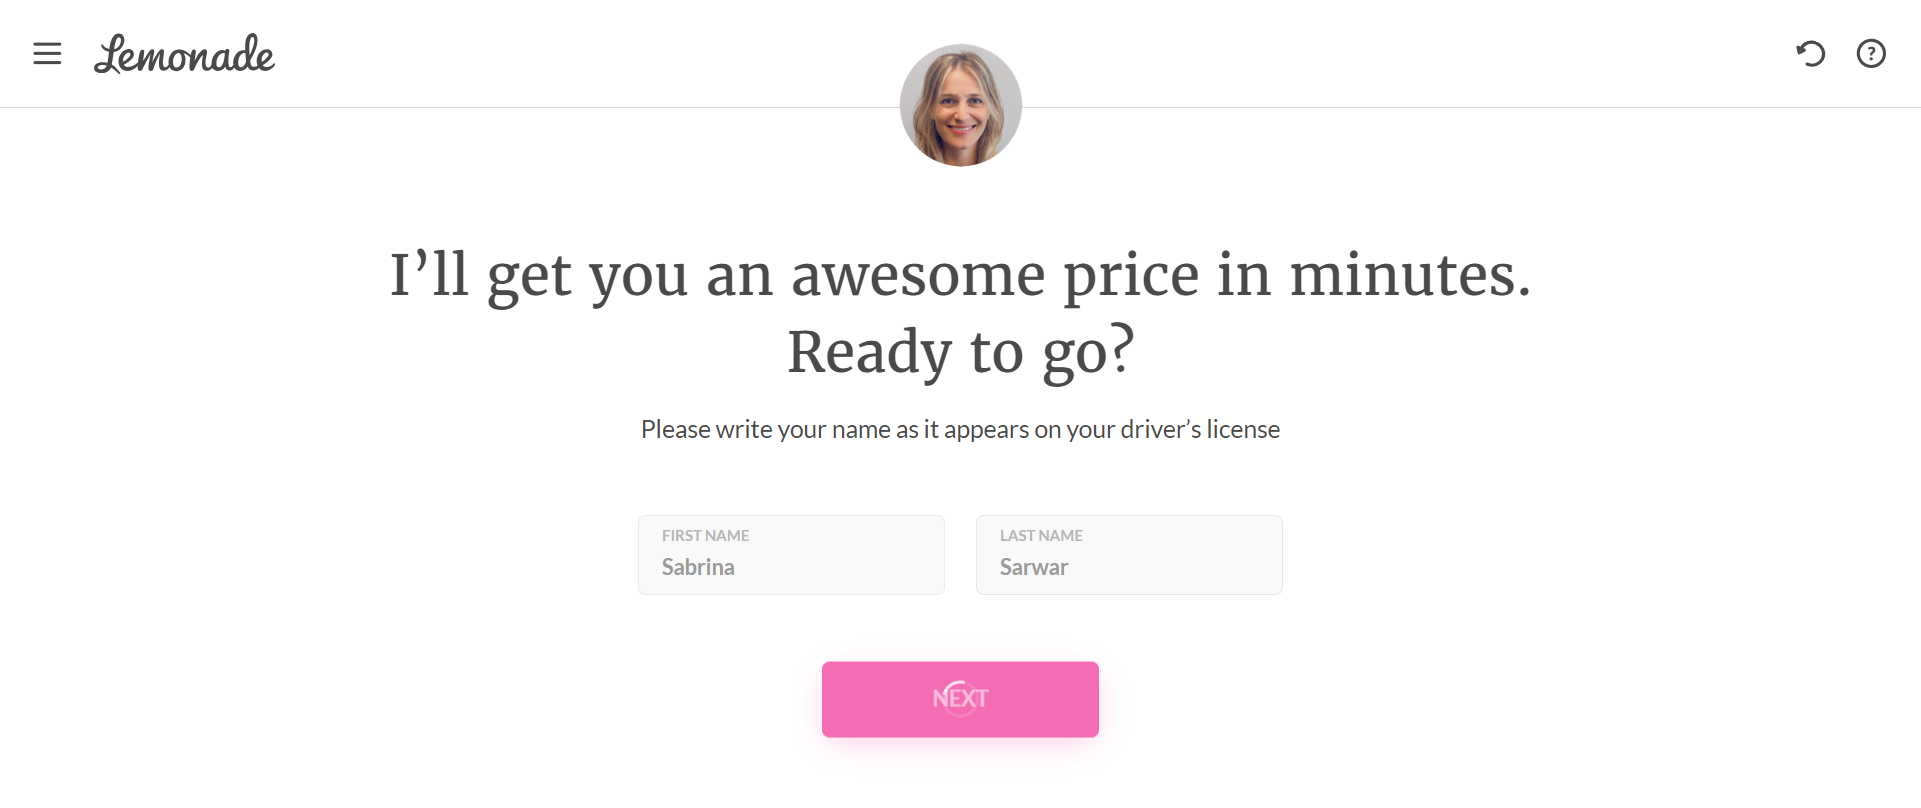 Lemonade
I’ll get you an awesome price in minutes.
Ready to go?
Please write your name as it appears on your driver’s license
FIRST NAME
Sabrina
LAST NAME
Sarwar
NEXT